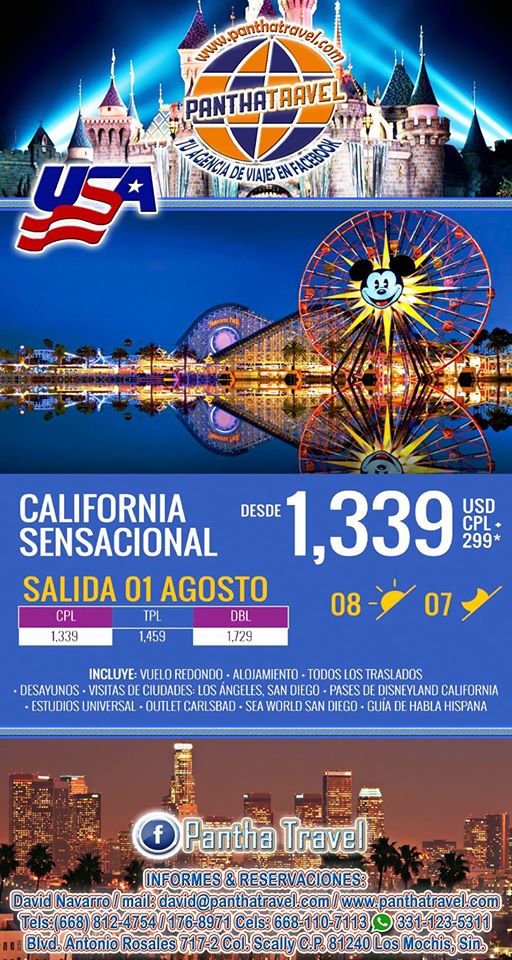 www.panthatravel.com
PANTHATRAVEL
TU AGENCIA DE VIAJES EN FACEBOOK
USA
CALIFORNIA
SENSACIONAL
DESDE 1,339 USD
CPL +
299*
SALIDA 01 AGOSTO
CPL TPL DBL
1,339 1,459 1,729
08 07
INCLUYE: VUELO REDONDO • ALOJAMIENTO • TODOS LOS TRASLADOS
• DESAYUNOS • VISITAS DE CIUDADES: LOS ÁNGELES, SAN DIEGO • PASES DE DISNEYLAND CALIFORNIA
• ESTUDIOS UNIVERSAL • OUTLET CARLSBAD • SEA WORLD SAN DIEGO • GUÍA DE HABLA HISPANA
f Pantha Travel
INFORMES & RESERVACIONES:
David Navarro / mail: david@panthatravel.com / www.panthatravel.com
Tels:(668) 812-4754 / 176-8971 Cels: 668-110-7113 331-123-5311
Blvd. Antonio Rosales 717-2 Col. Scally C.P. 81240 Los Mochis, Sin.